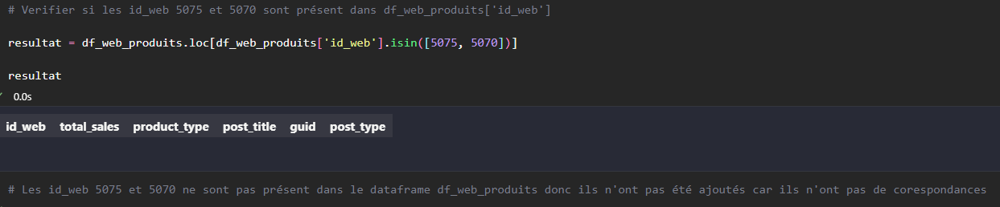 # Verifier si les id_web 5075 et 5070 sont présent dans df_web_produits['id_web']
resultat = df_web_produits.loc[df_web_produits['id_web'].isin([5075, 5070])]
resultat
0.0s
id_web total_sales product_type post_title guid post_type
# Les id_web 5075 et 5070 ne sont pas présent dans le dataframe df_web_produits donc ils n'ont pas été ajoutés car ils n'ont pas de corespondances